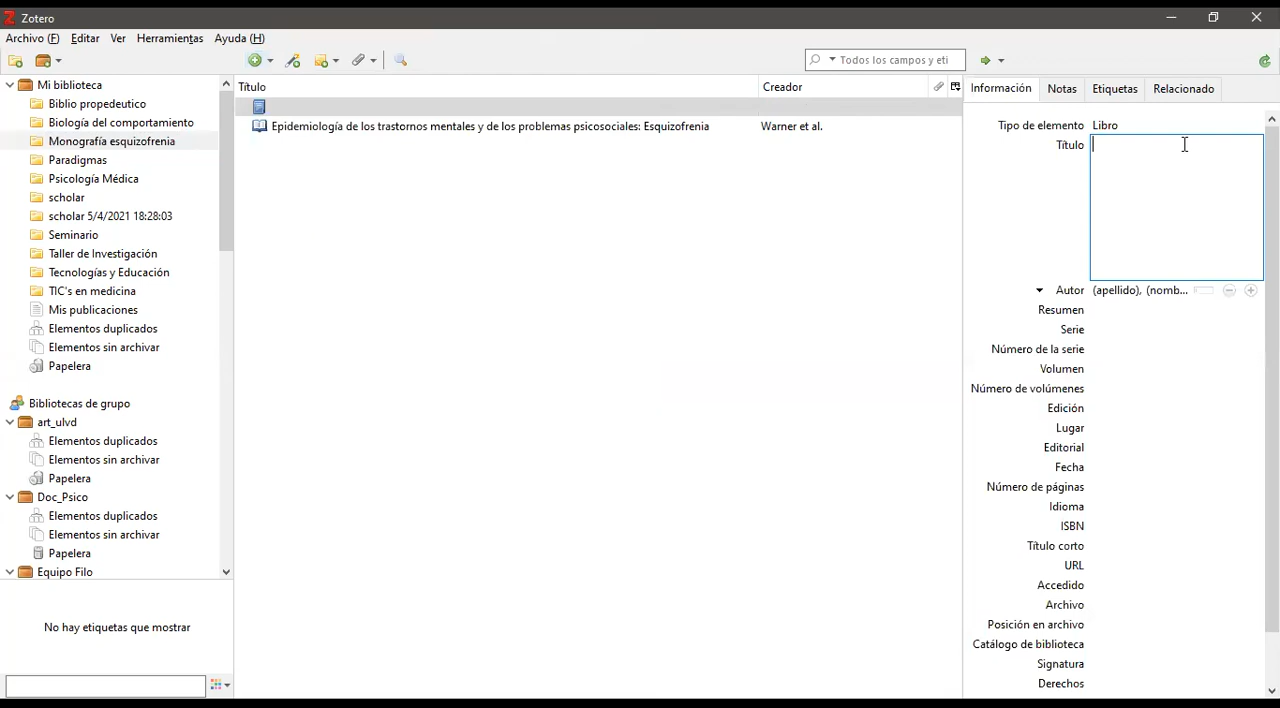 Zotero
Archivo (F) Editar Ver Herramientas Ayuda (H)
Todos los campos y eti
Mi biblioteca
Biblio propedeutico
Biología del comportamiento
Monografía esquizofrenia
Paradigmas
Psicología Médica
scholar
scholar 5/4/2021 18:28:03
Seminario
Taller de Investigación
Tecnologías y Educación
TIC's en medicina
Mis publicaciones
Elementos duplicados
Elementos sin archivar
Papelera
Bibliotecas de grupo
art_ulvd
Elementos duplicados
Elementos sin archivar
Papelera
Doc_Psico
Elementos duplicados
Elementos sin archivar
Papelera
Equipo Filo
No hay etiquetas que mostrar
Título Creador
Epidemiología de los trastornos mentales y de los problemas psicosociales: Esquizofrenia Warner et al.
Información Notas Etiquetas Relacionado
Tipo de elemento Libro
Título
Autor (apellido), (nomb...
Resumen
Serie
Número de la serie
Volumen
Número de volúmenes
Edición
Lugar
Editorial
Fecha
Número de páginas
Idioma
ISBN
Título corto
URL
Accedido
Archivo
Posición en archivo
Catálogo de biblioteca
Signatura
Derechos